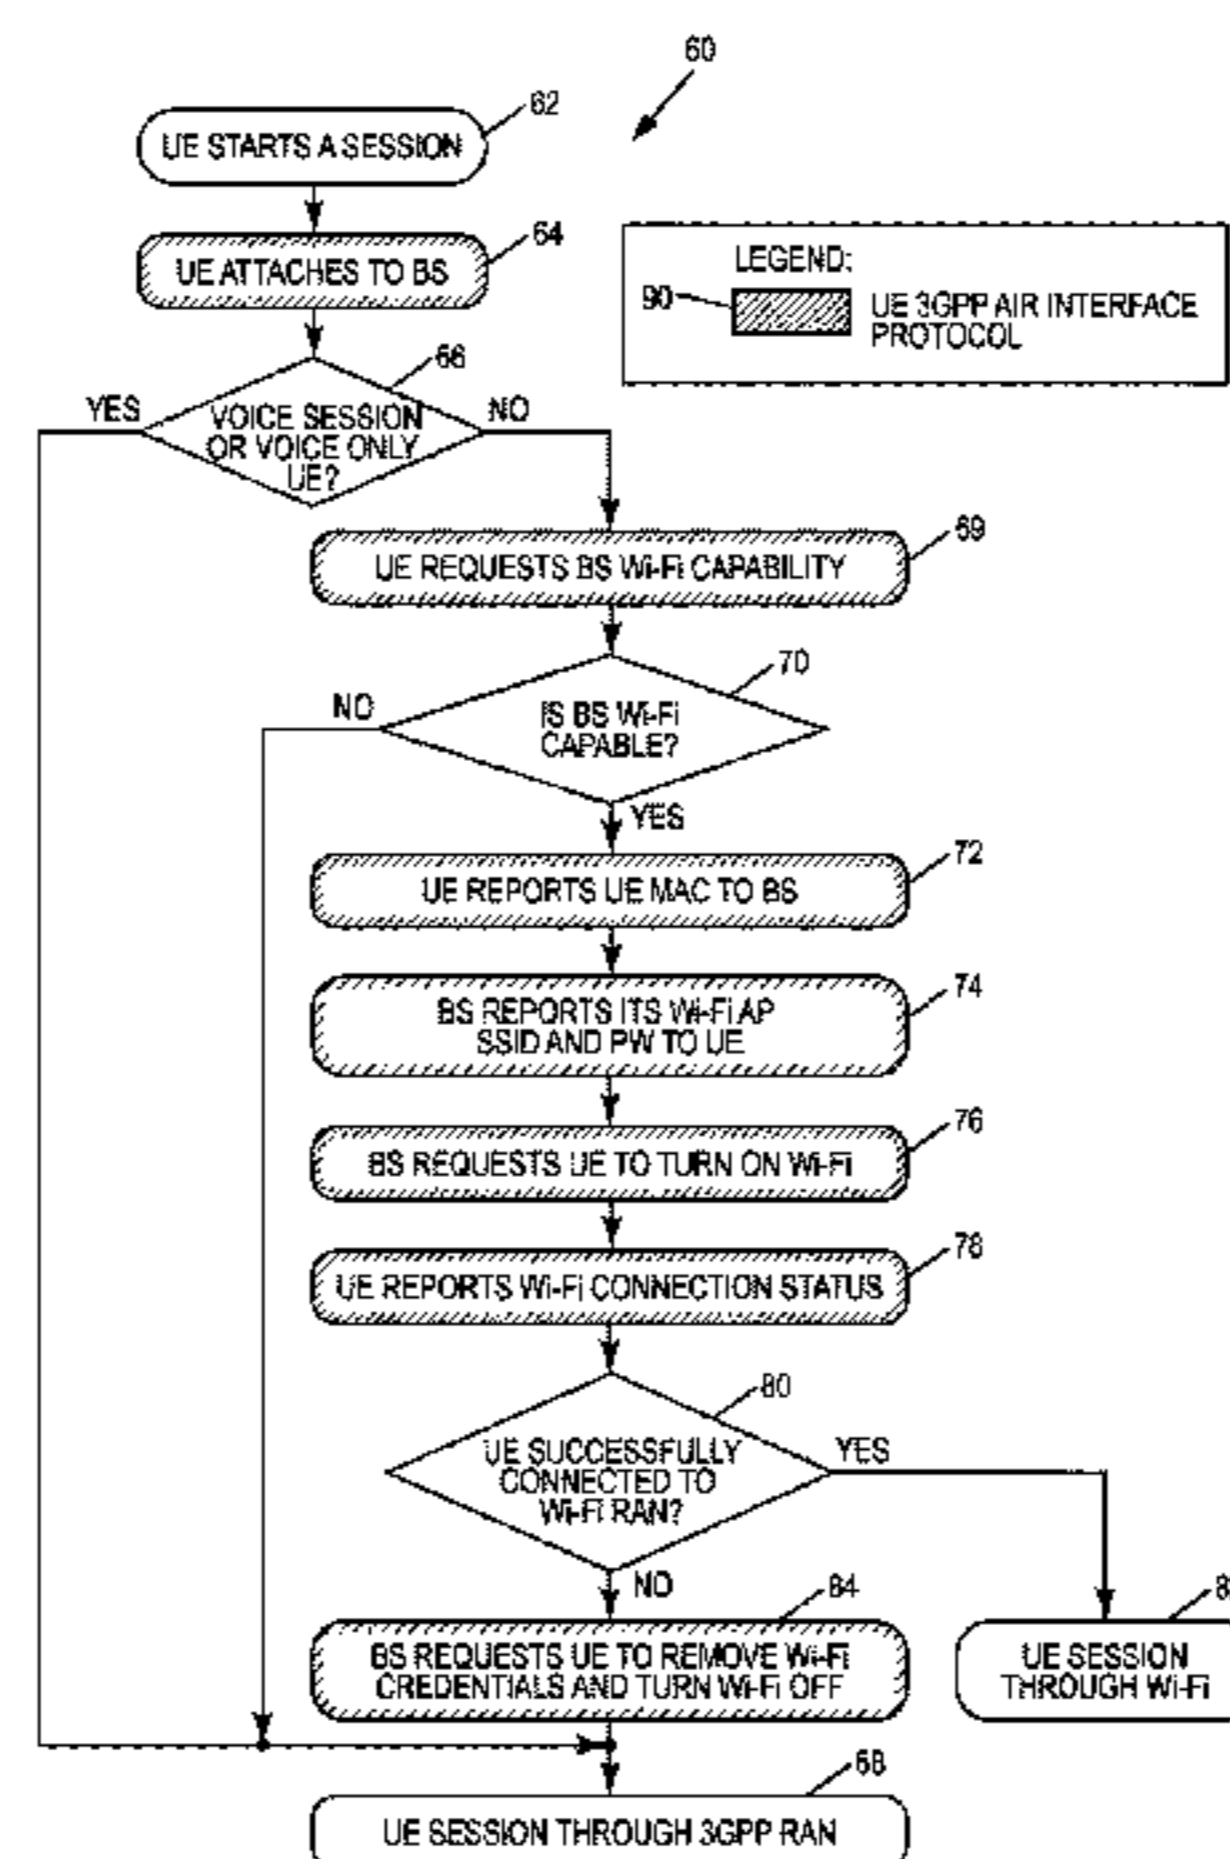 60
62
UE STARTS A SESSION
64
UE ATTACHES TO BS
LEGEND:
90
UE 3GPP AIR INTERFACE
PROTOCOL
66
YES
NO
VOICE SESSION
OR VOICE ONLY
UE?
69
UE REQUESTS BS Wi-Fi CAPABILITY
70
NO
IS BS Wi-Fi
CAPABLE?
YES
72
UE REPORTS UE MAC TO BS
74
BS REPORTS ITS Wi-Fi AP
SSID AND PW TO UE
76
BS REQUESTS UE TO TURN ON Wi-Fi
78
UE REPORTS Wi-Fi CONNECTION STATUS
80
UE SUCCESSFULLY
CONNECTED TO
Wi-Fi RAN?
YES
NO
84
BS REQUESTS UE TO REMOVE Wi-Fi
CREDENTIALS AND TURN Wi-Fi OFF
UE SESSION
THROUGH Wi-Fi
68
UE SESSION THROUGH 3GPP RAN